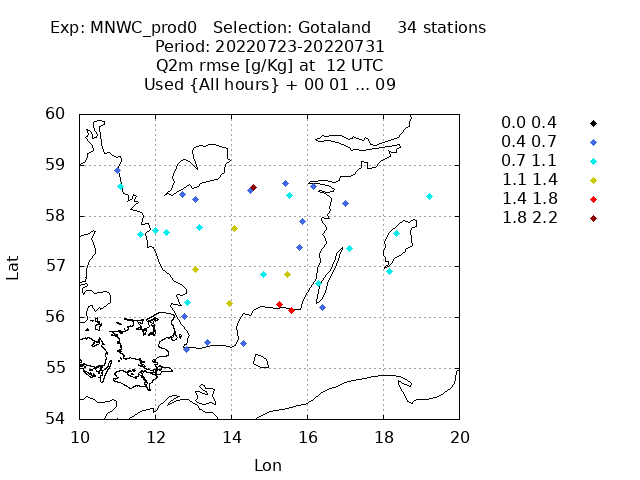 Exp: MNWC_prod0 Selection: Gotaland 34 stations
Period: 20220723-20220731
Q2m rmse [g/Kg] at 12 UTC
Used {All hours} + 00 01 ... 09
0.0 0.4
0.4 0.7
0.7 1.1
1.1 1.4
1.4 1.8
1.8 2.2
60
59
58
57
56
55
54
Lat
10 12 14 16 18 20
Lon